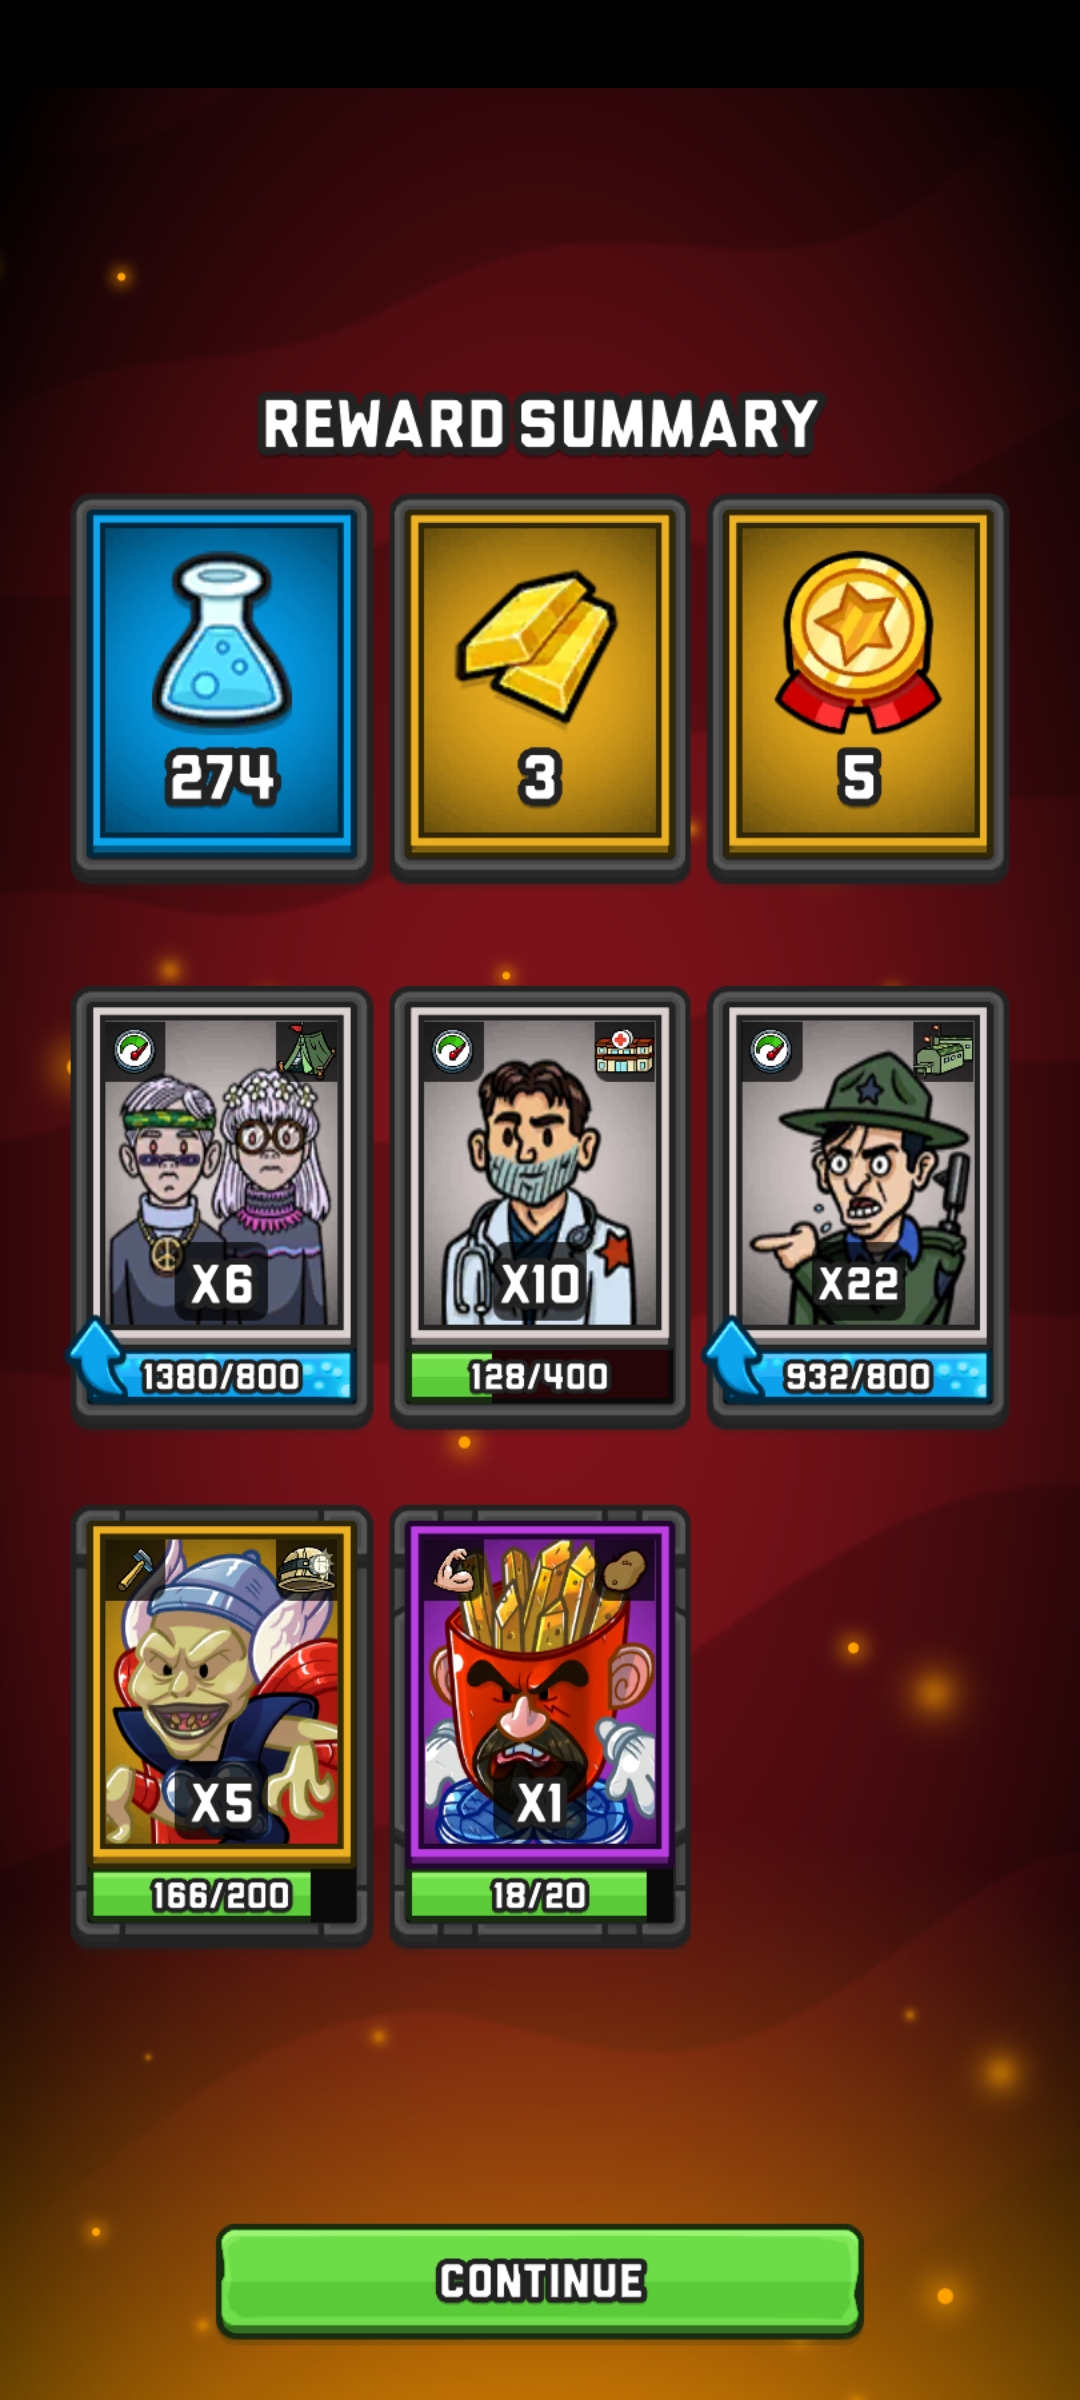 REWARD SUMMARY
274
3
5
X6
X10
X22
1380/800
128/400
932/800
X5
X1
166/200
18/20
CONTINUE